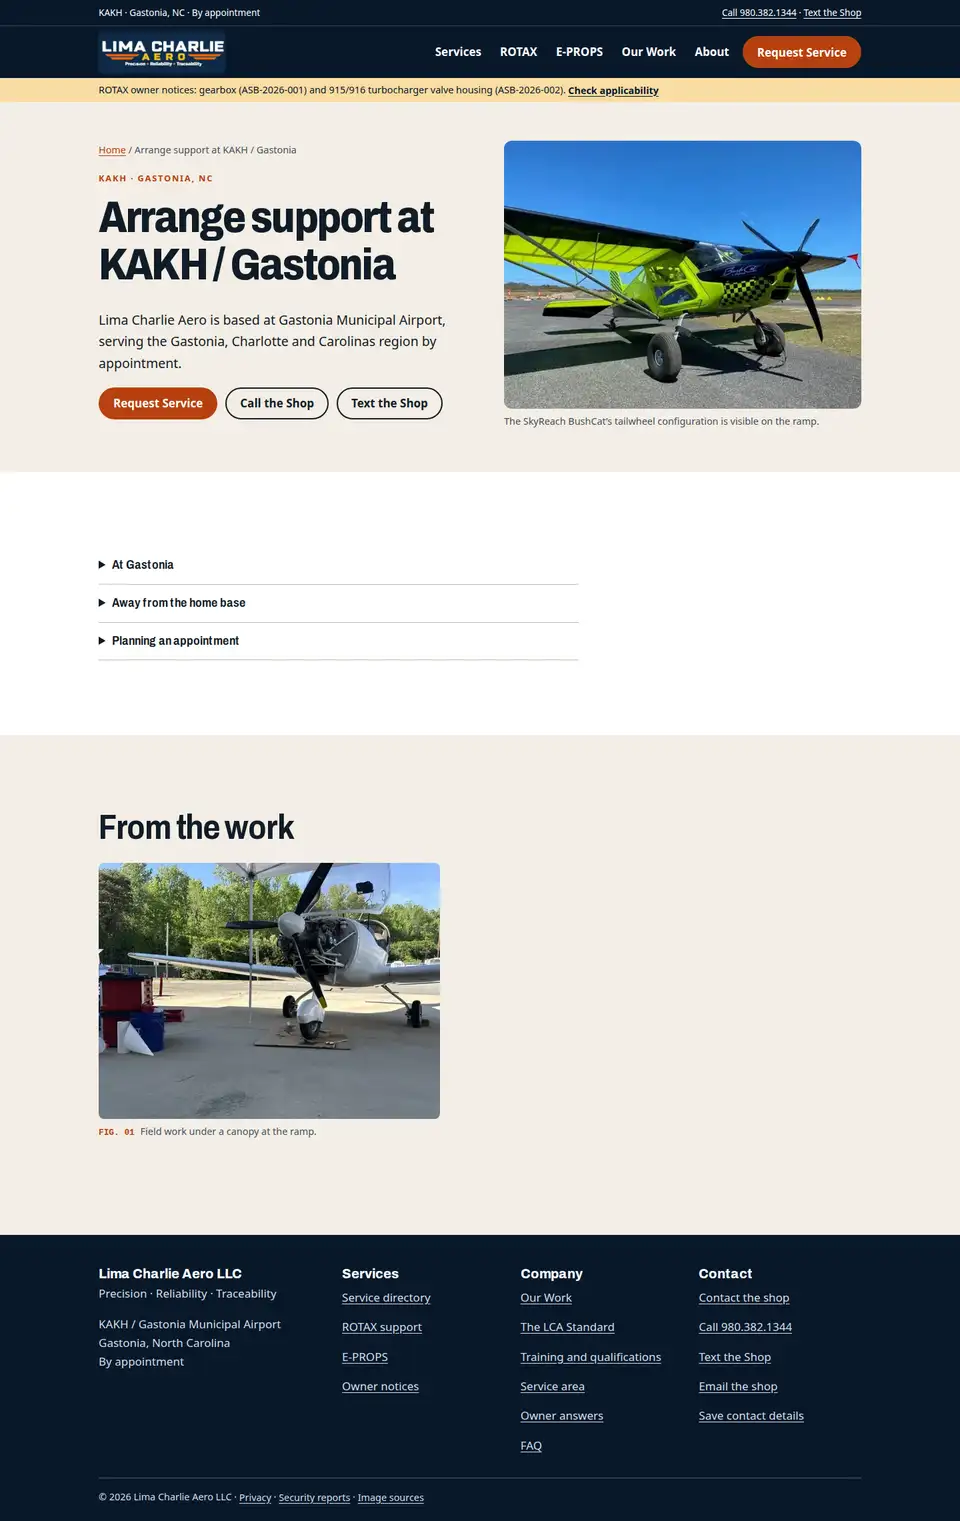 KAKH · Gastonia, NC · By appointment
Call 980.382.1344 · Text the Shop
LIMA CHARLIE
AERO
Precision • Reliability • Traceability
Services
ROTAX
E-PROPS
Our Work
About
Request Service
ROTAX owner notices: gearbox (ASB-2026-001) and 915/916 turbocharger valve housing (ASB-2026-002). Check applicability
Home / Arrange support at KAKH / Gastonia
KAKH · GASTONIA, NC
Arrange support at
KAKH / Gastonia
Lima Charlie Aero is based at Gastonia Municipal Airport,
serving the Gastonia, Charlotte and Carolinas region by
appointment.
Request Service
Call the Shop
Text the Shop
BushCat
The SkyReach BushCat’s tailwheel configuration is visible on the ramp.
At Gastonia
Away from the home base
Planning an appointment
From the work
FIG. 01 Field work under a canopy at the ramp.
Lima Charlie Aero LLC
Precision · Reliability · Traceability
KAKH / Gastonia Municipal Airport
Gastonia, North Carolina
By appointment
Services
Service directory
ROTAX support
E-PROPS
Owner notices
Company
Our Work
The LCA Standard
Training and qualifications
Service area
Owner answers
FAQ
Contact
Contact the shop
Call 980.382.1344
Text the Shop
Email the shop
Save contact details
© 2026 Lima Charlie Aero LLC · Privacy · Security reports · Image sources